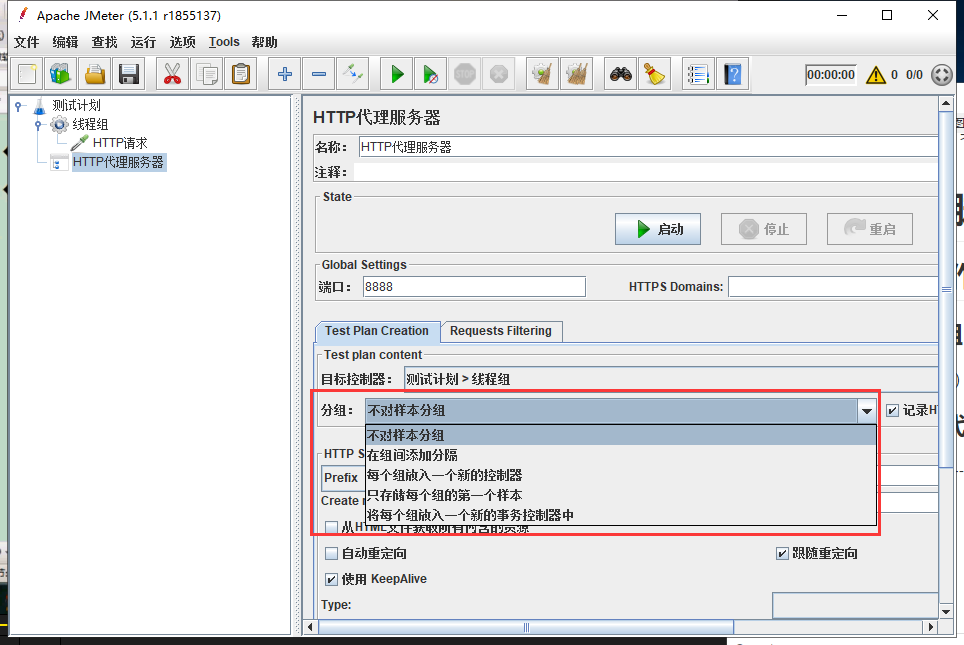 Apache JMeter (5.1.1 r1855137)
文件 编辑 查找 运行 选项 Tools 帮助
STOP 00:00:00 0 0/0
测试计划
线程组
HTTP请求
HTTP代理服务器
HTTP代理服务器
名称： HTTP代理服务器
注释：
State
启动 停止 重启
Global Settings
端口： 8888 HTTPS Domains:
Test Plan Creation Requests Filtering
Test plan content
目标控制器： 测试计划 > 线程组
分组： 不对样本分组 记录H
不对样本分组
在组间添加分隔
HTTP S
每个组放入一个新的控制器
Prefix
只存储每个组的第一个样本
Create
将每个组放入一个新的事务控制器中
从HTML文件获取所有内含的资源
自动重定向 跟随重定向
使用 KeepAlive
Type: